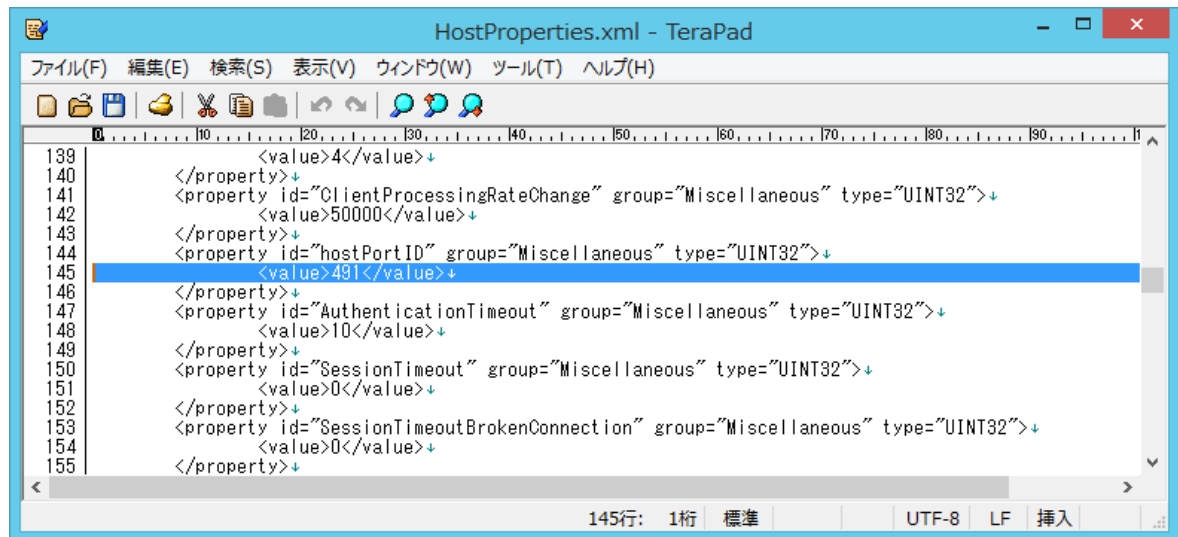 HostProperties.xml - TeraPad
ファイル(F) 編集(E) 検索(S) 表示(V) ウィンドウ(W) ツール(T) ヘルプ(H)
0 10 20 30 40 50 60 70 80 90 1
139 <value>4</value>↓
140 </property>↓
141 <property id="ClientProcessingRateChange" group="Miscellaneous" type="UINT32">↓
142 <value>50000</value>↓
143 </property>↓
144 <property id="hostPortID" group="Miscellaneous" type="UINT32">↓
145 <value>491</value>↓
146 </property>↓
147 <property id="AuthenticationTimeout" group="Miscellaneous" type="UINT32">↓
148 <value>10</value>↓
149 </property>↓
150 <property id="SessionTimeout" group="Miscellaneous" type="UINT32">↓
151 <value>0</value>↓
152 </property>↓
153 <property id="SessionTimeoutBrokenConnection" group="Miscellaneous" type="UINT32">↓
154 <value>0</value>↓
155 </property>↓
145行: 1桁 標準 UTF-8 LF 挿入